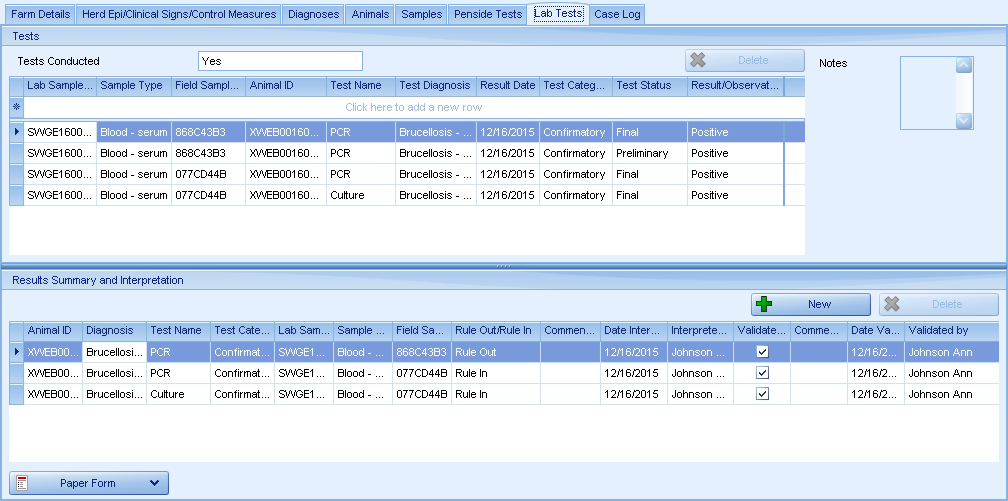 Farm Details Herd Epi/Clinical Signs/Control Measures Diagnoses Animals Samples Penside Tests Lab Tests Case Log
Tests
Tests Conducted Yes Delete Notes
Lab Sample... Sample Type Field Sampl... Animal ID Test Name Test Diagnosis Result Date Test Categ... Test Status Result/Observat...
Click here to add a new row
SWGE1600... Blood - serum 868C43B3 XWEB00160... PCR Brucellosis - ... 12/16/2015 Confirmatory Final Positive
SWGE1600... Blood - serum 868C43B3 XWEB00160... PCR Brucellosis - ... 12/16/2015 Confirmatory Preliminary Positive
SWGE1600... Blood - serum 077CD44B XWEB00160... PCR Brucellosis - ... 12/16/2015 Confirmatory Final Positive
SWGE1600... Blood - serum 077CD44B XWEB00160... Culture Brucellosis - ... 12/16/2015 Confirmatory Final Positive
Results Summary and Interpretation
New Delete
Animal ID Diagnosis Test Name Test Cate... Lab Sam... Sample ... Field Sa... Rule Out/Rule In Commen... Date Inter... Interprete... Validate... Comme... Date Va... Validated by
XWEB00... Brucellosi... PCR Confirmat... SWGE1... Blood - ... 868C43B3 Rule Out 12/16/2015 Johnson ... 12/16/2... Johnson Ann
XWEB00... Brucellosi... PCR Confirmat... SWGE1... Blood - ... 077CD44B Rule In 12/16/2015 Johnson ... 12/16/2... Johnson Ann
XWEB00... Brucellosi... Culture Confirmat... SWGE1... Blood - ... 077CD44B Rule In 12/16/2015 Johnson ... 12/16/2... Johnson Ann
Paper Form